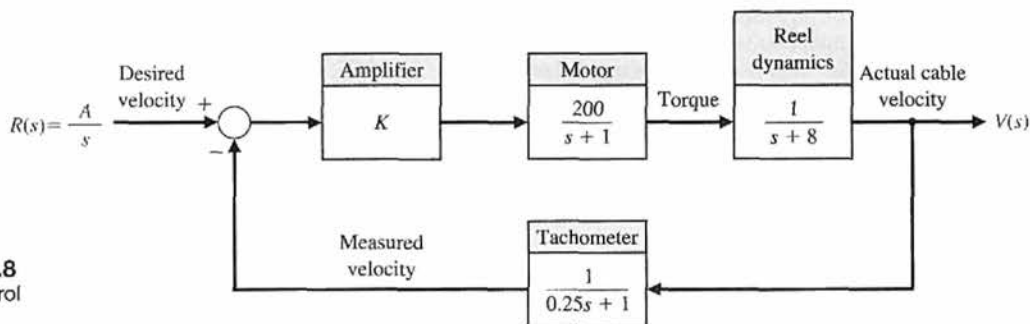 Reel
dynamics
Amplifier
Motor
Desired
velocity
Actual cable
velocity
Torque
R(s)= A/s
+
K
200
s + 1
1
s + 8
V(s)
−
Measured
velocity
Tachometer
1
0.25s + 1
.8
rol